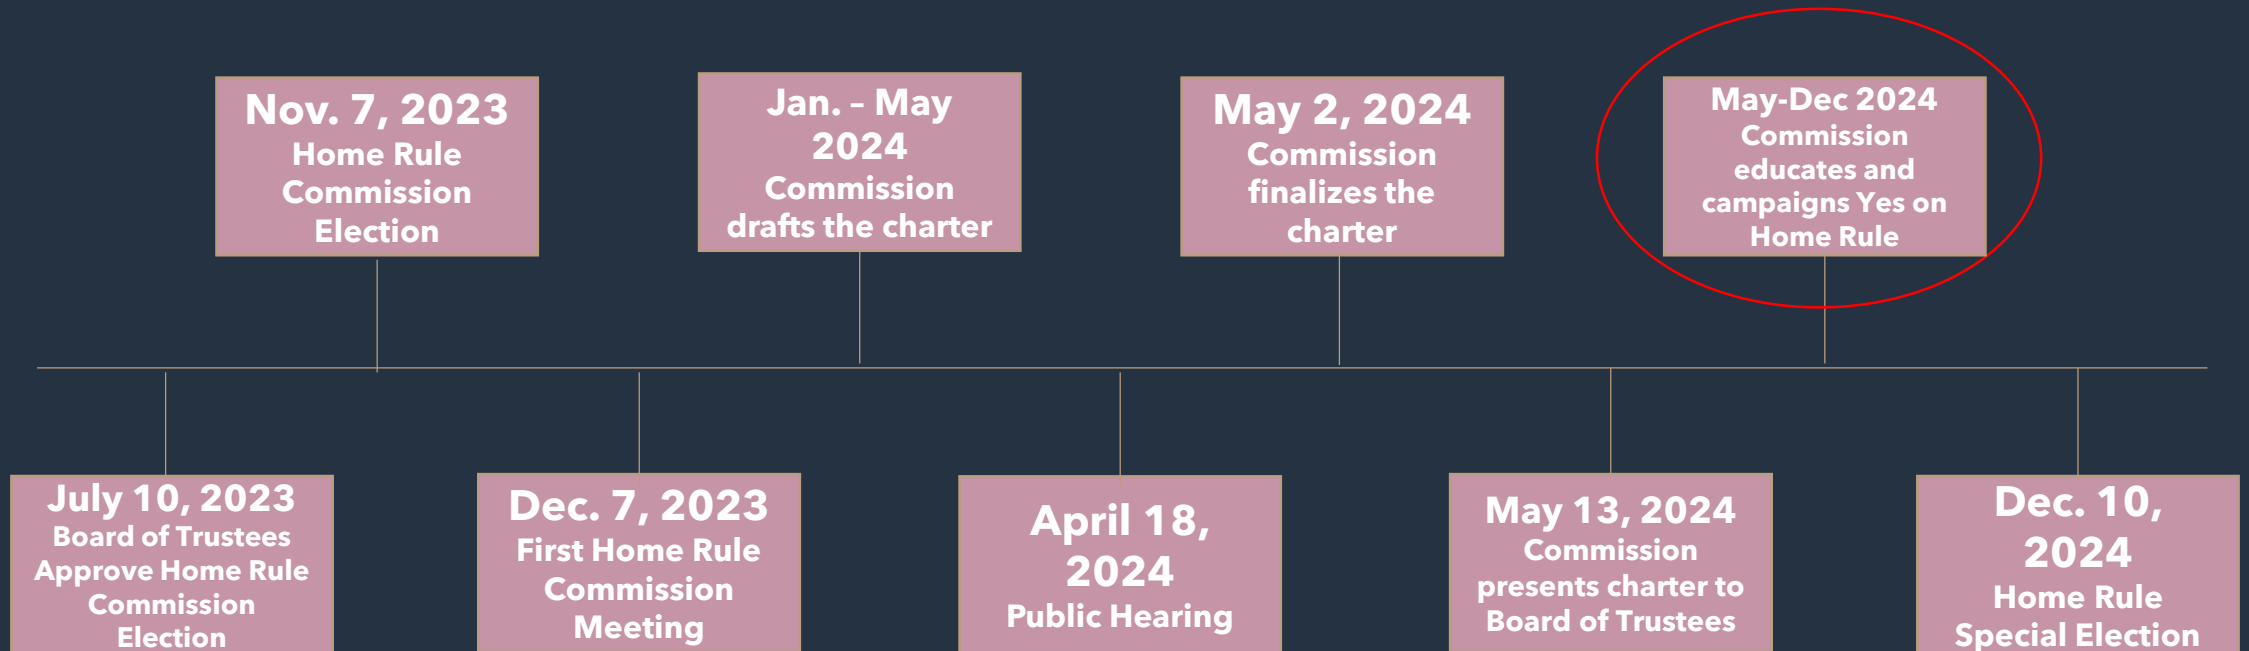 Nov. 7, 2023
Home Rule
Commission
Election
Jan. – May
2024
Commission
drafts the charter
May 2, 2024
Commission
finalizes the
charter
May-Dec 2024
Commission
educates and
campaigns Yes on
Home Rule
July 10, 2023
Board of Trustees
Approve Home Rule
Commission
Election
Dec. 7, 2023
First Home Rule
Commission
Meeting
April 18,
2024
Public Hearing
May 13, 2024
Commission
presents charter to
Board of Trustees
Dec. 10,
2024
Home Rule
Special Election